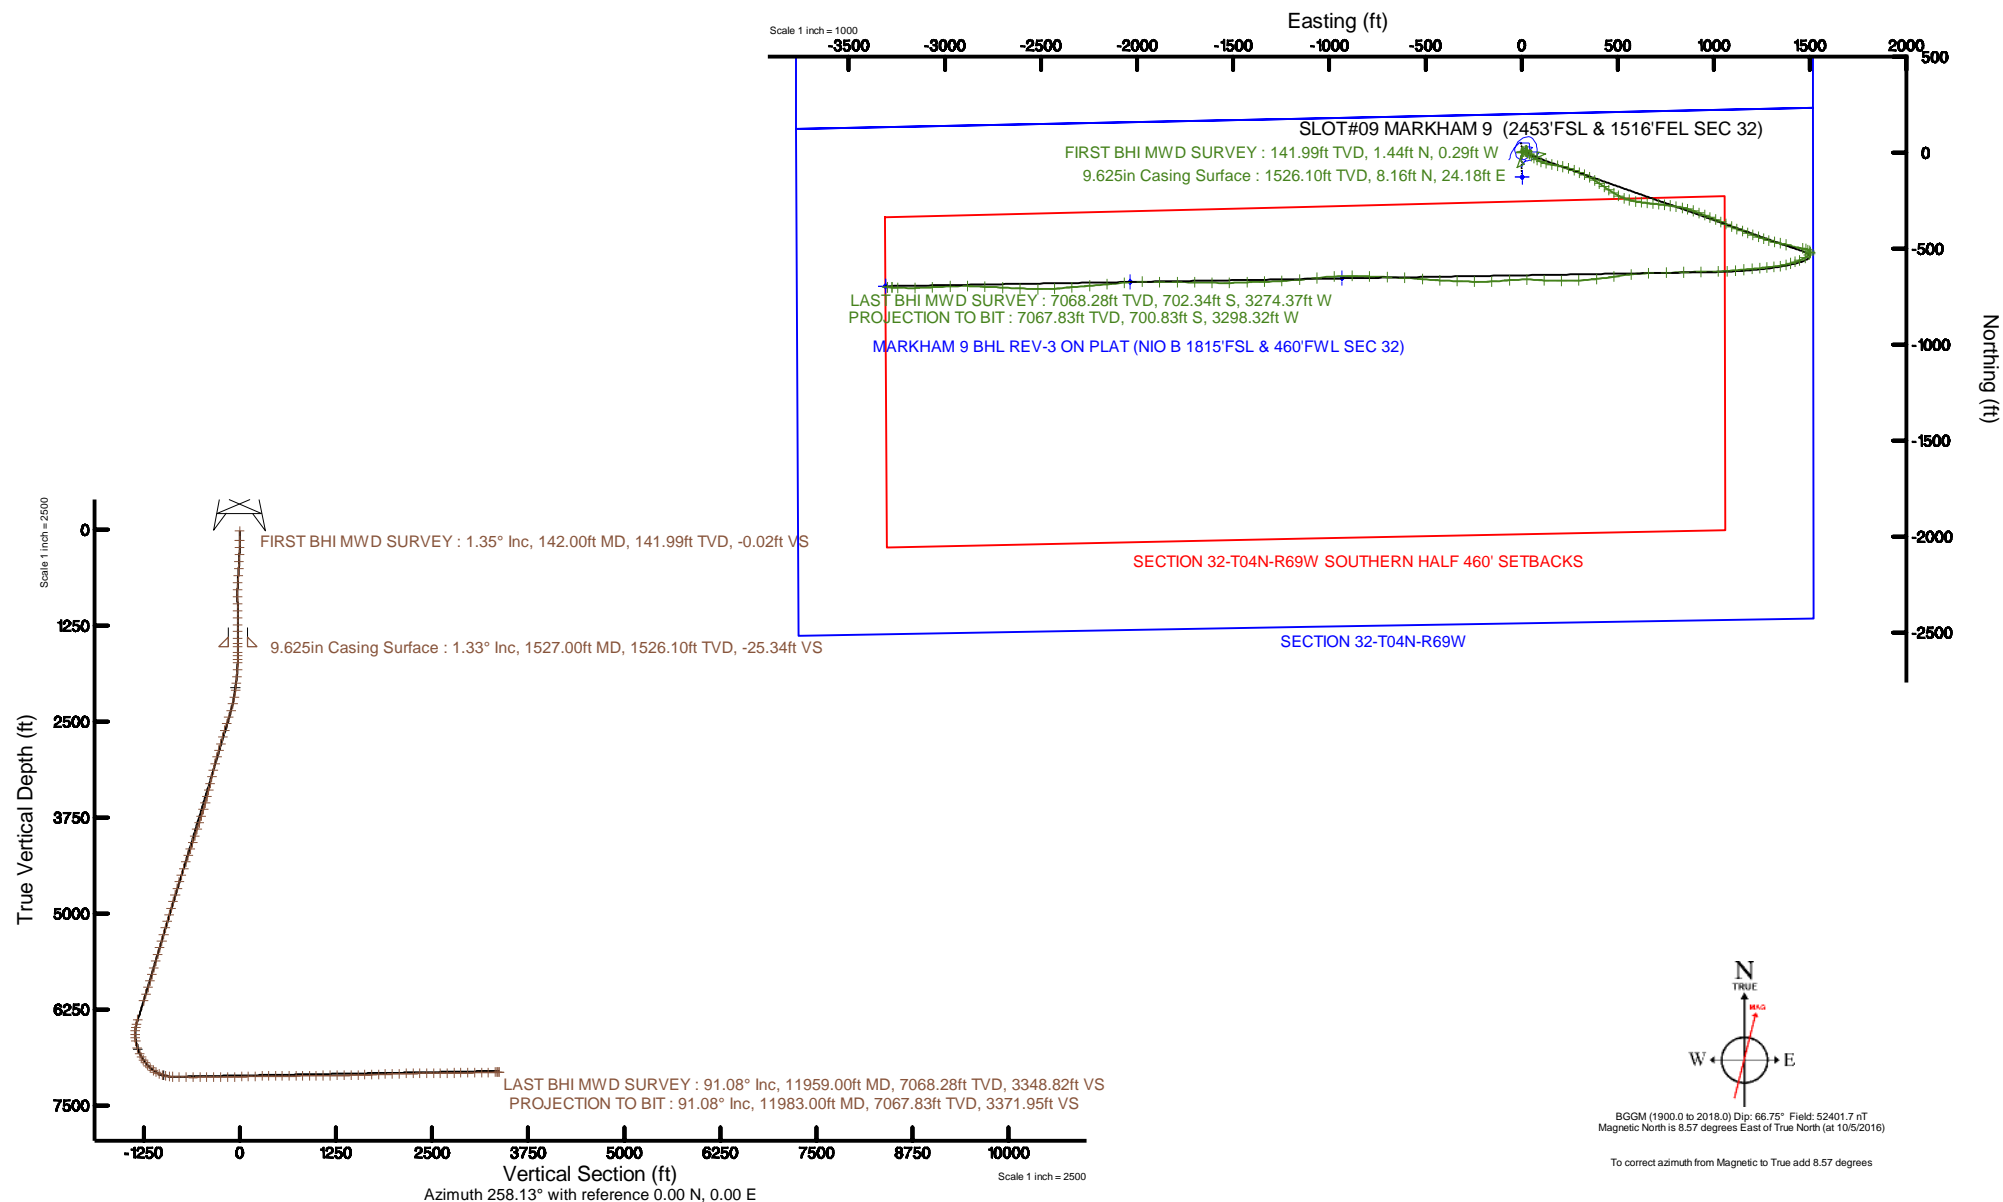 Easting (ft)
Scale 1 inch = 1000
-3500 -3000 -2500 -2000 -1500 -1000 -500 0 500 1000 1500 2000
500
0
-500
-1000
-1500
-2000
-2500
Northing (ft)
SLOT#09 MARKHAM 9 (2453'FSL & 1516'FEL SEC 32)
FIRST BHI MWD SURVEY : 141.99ft TVD, 1.44ft N, 0.29ft W
9.625in Casing Surface : 1526.10ft TVD, 8.16ft N, 24.18ft E
LAST BHI MWD SURVEY : 7068.28ft TVD, 702.34ft S, 3274.37ft W
PROJECTION TO BIT : 7067.83ft TVD, 700.83ft S, 3298.32ft W
MARKHAM 9 BHL REV-3 ON PLAT (NIO B 1815'FSL & 460'FWL SEC 32)
SECTION 32-T04N-R69W SOUTHERN HALF 460' SETBACKS
SECTION 32-T04N-R69W
Scale 1 inch = 2500
True Vertical Depth (ft)
0
1250
2500
3750
5000
6250
7500
FIRST BHI MWD SURVEY : 1.35° Inc, 142.00ft MD, 141.99ft TVD, -0.02ft VS
9.625in Casing Surface : 1.33° Inc, 1527.00ft MD, 1526.10ft TVD, -25.34ft VS
LAST BHI MWD SURVEY : 91.08° Inc, 11959.00ft MD, 7068.28ft TVD, 3348.82ft VS
PROJECTION TO BIT : 91.08° Inc, 11983.00ft MD, 7067.83ft TVD, 3371.95ft VS
-1250 0 1250 2500 3750 5000 6250 7500 8750 10000
Vertical Section (ft)
Scale 1 inch = 2500
Azimuth 258.13° with reference 0.00 N, 0.00 E
N
TRUE
MAG
W E
BGGM (1900.0 to 2018.0) Dip: 66.75° Field: 52401.7 nT
Magnetic North is 8.57 degrees East of True North (at 10/5/2016)
To correct azimuth from Magnetic to True add 8.57 degrees